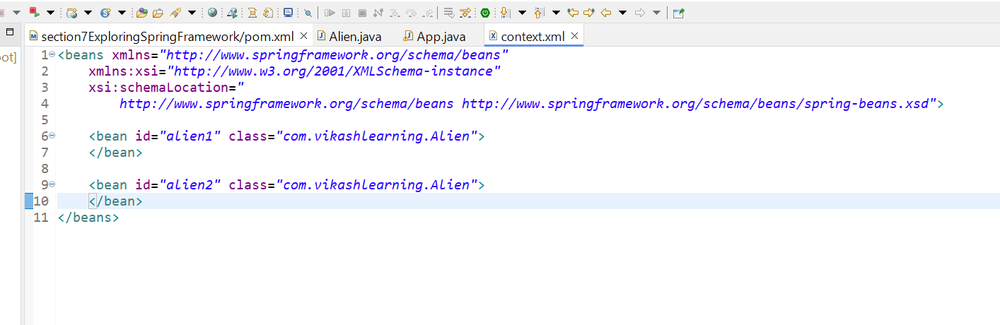 section7ExploringSpringFramework/pom.xml Alien.java App.java context.xml
oot]
1 <beans xmlns="http://www.springframework.org/schema/beans"
2 xmlns:xsi="http://www.w3.org/2001/XMLSchema-instance"
3 xsi:schemaLocation="
4 http://www.springframework.org/schema/beans http://www.springframework.org/schema/beans/spring-beans.xsd">
5
6 <bean id="alien1" class="com.vikashlearning.Alien">
7 </bean>
8
9 <bean id="alien2" class="com.vikashlearning.Alien">
10 </bean>
11 </beans>